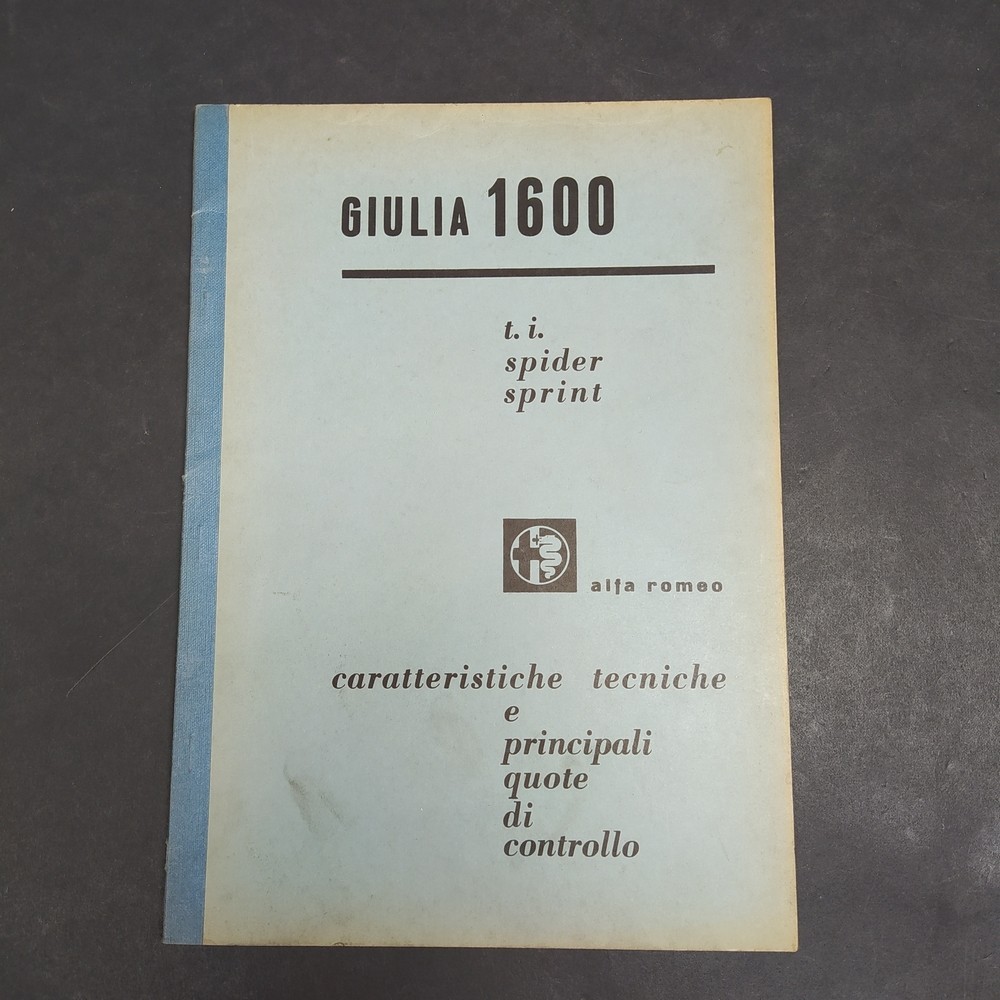 GIULIA 1600
t. i.
spider
sprint
alfa romeo
caratteristiche tecniche
e
principali
quote
di
controllo